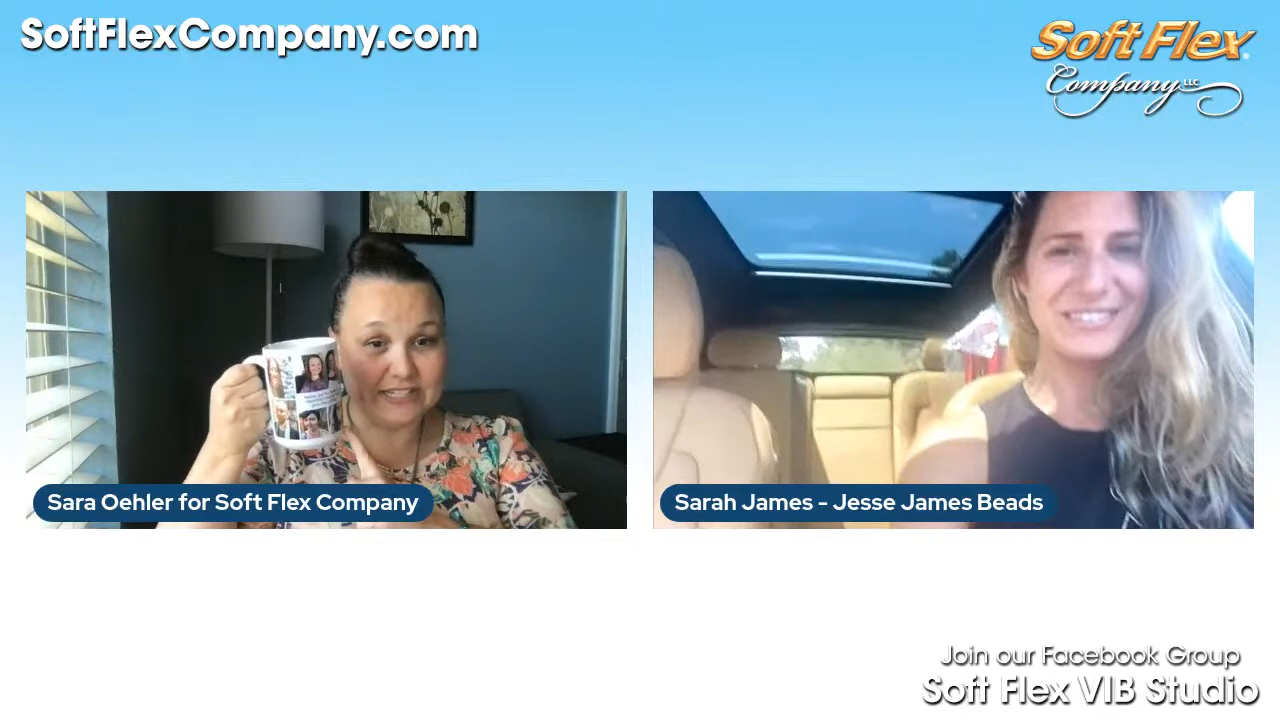 SoftFlexCompany.com
Soft Flex®
Company LLC
Sara Oehler for Soft Flex Company
Sarah James - Jesse James Beads
Join our Facebook Group
Soft Flex VIB Studio